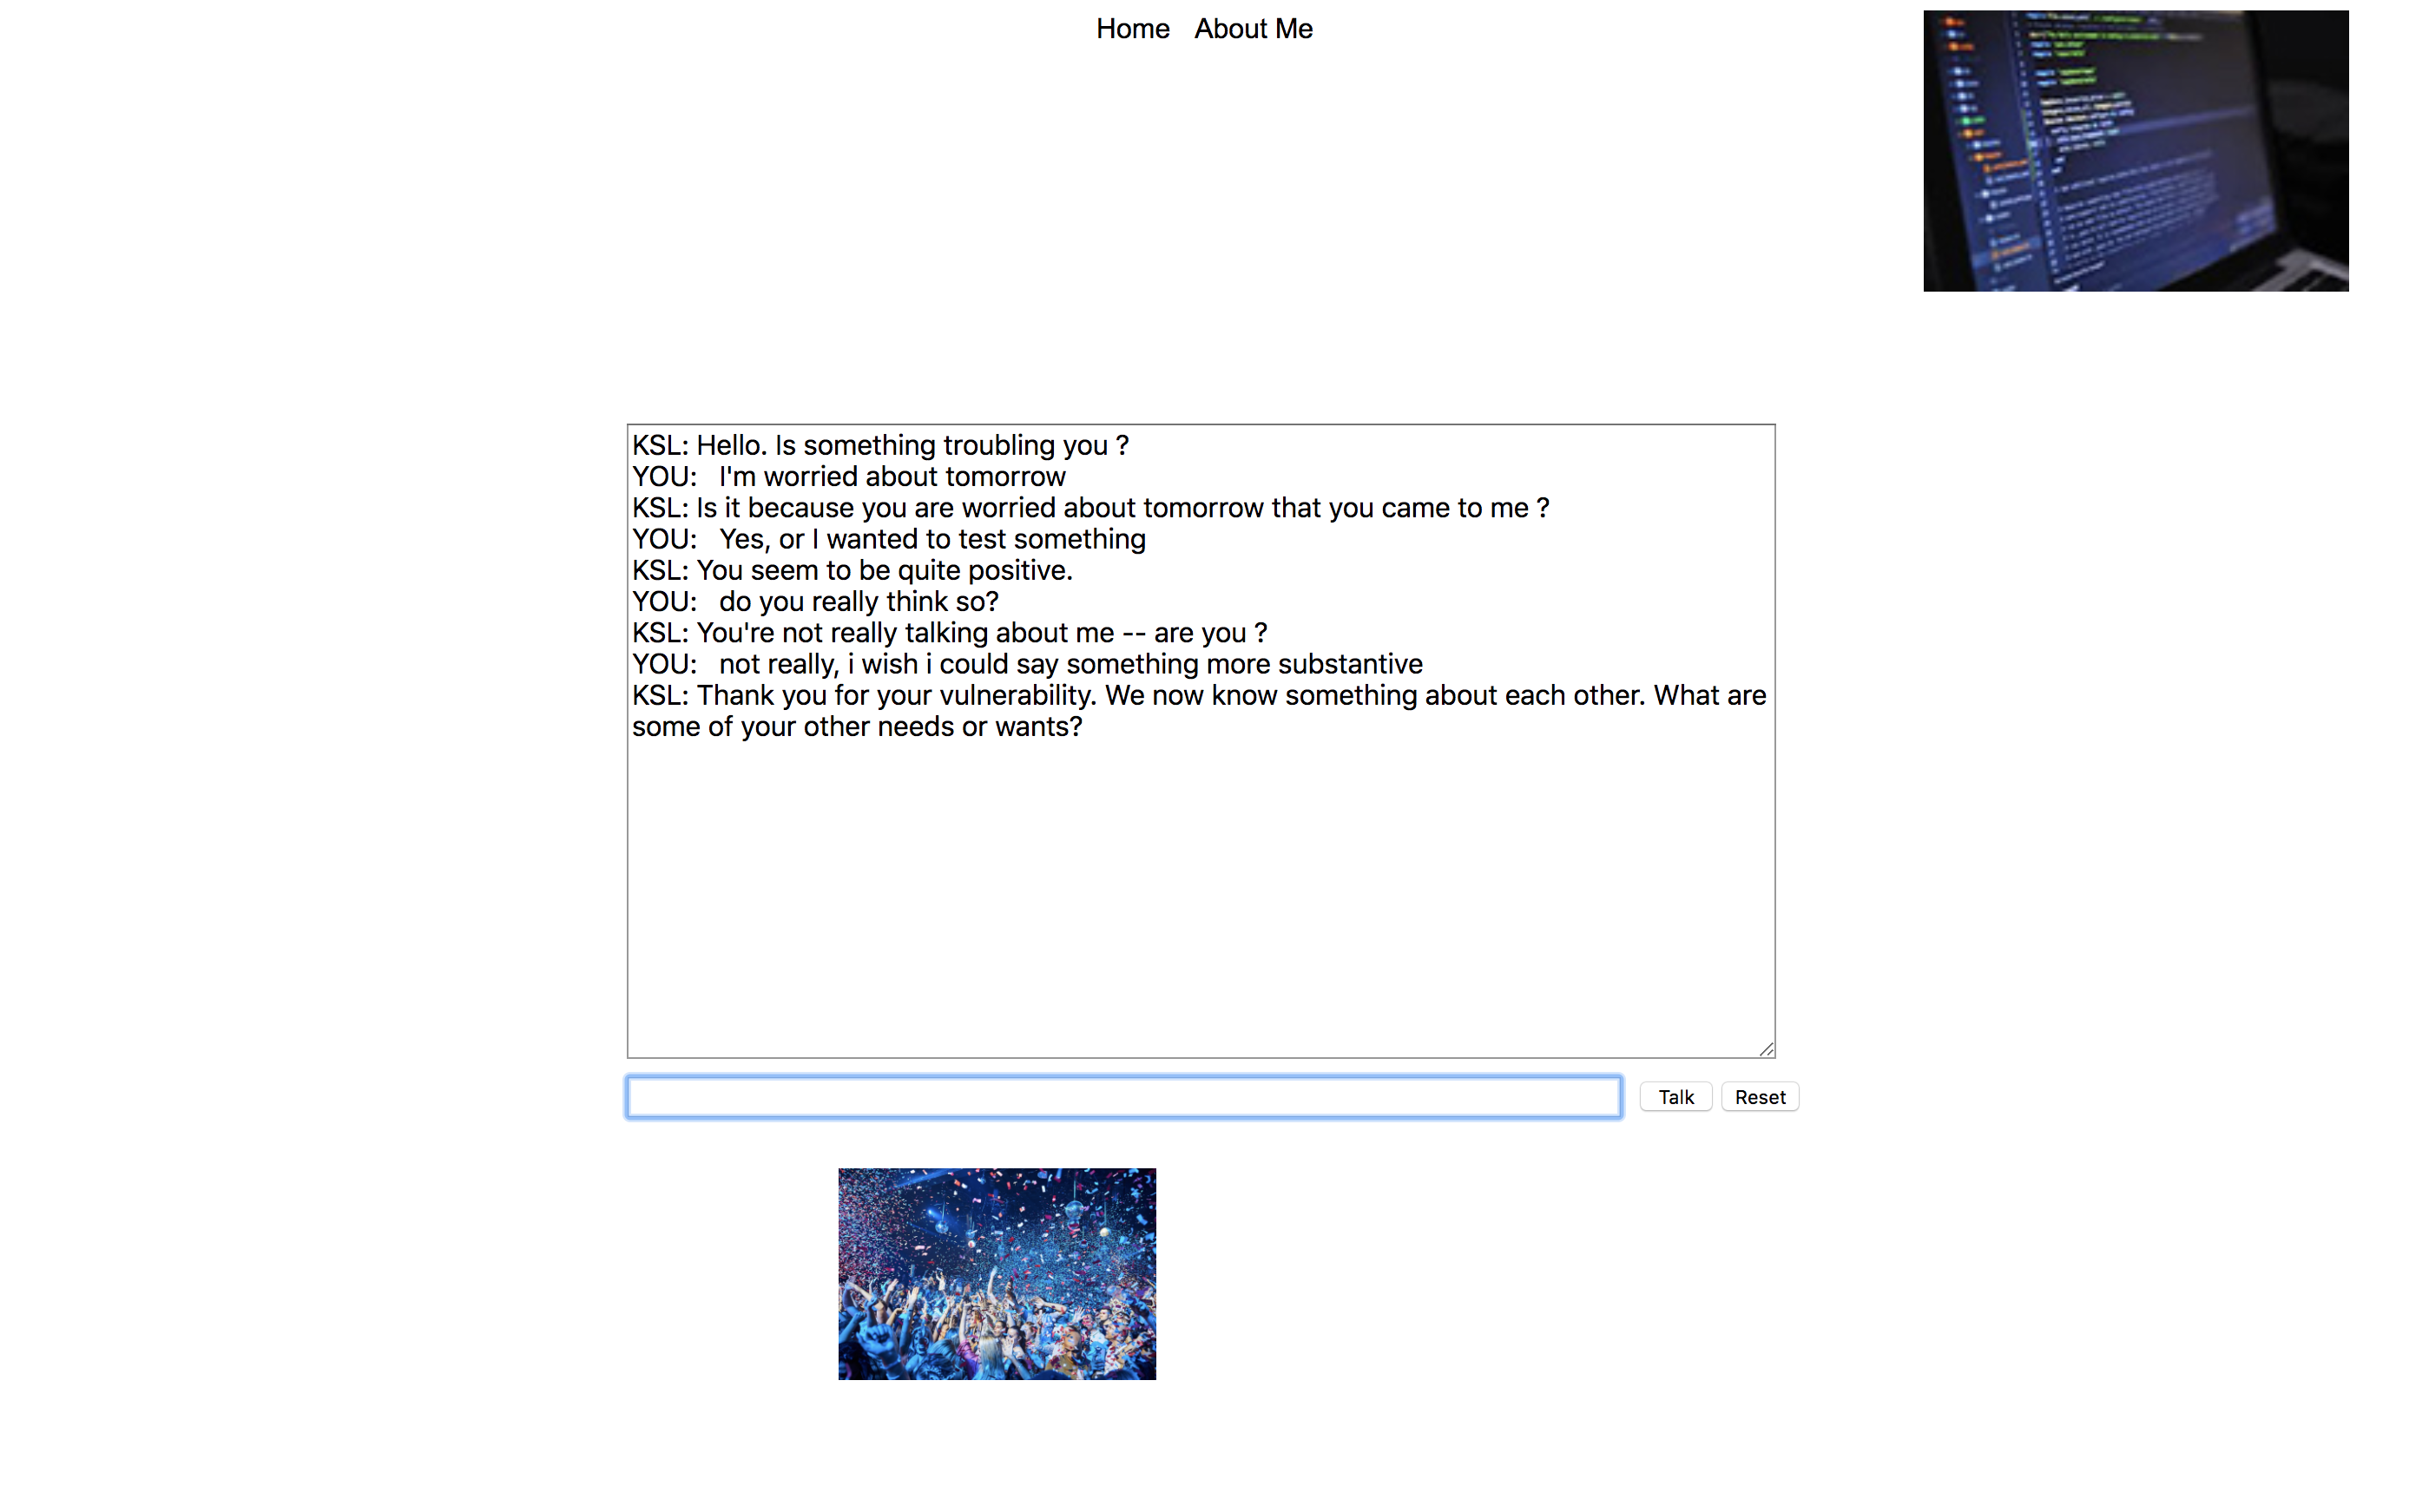 Home About Me
KSL: Hello. Is something troubling you ?
YOU:   I'm worried about tomorrow
KSL: Is it because you are worried about tomorrow that you came to me ?
YOU:   Yes, or I wanted to test something
KSL: You seem to be quite positive.
YOU:   do you really think so?
KSL: You're not really talking about me -- are you ?
YOU:   not really, i wish i could say something more substantive
KSL: Thank you for your vulnerability. We now know something about each other. What are
some of your other needs or wants?
Talk Reset